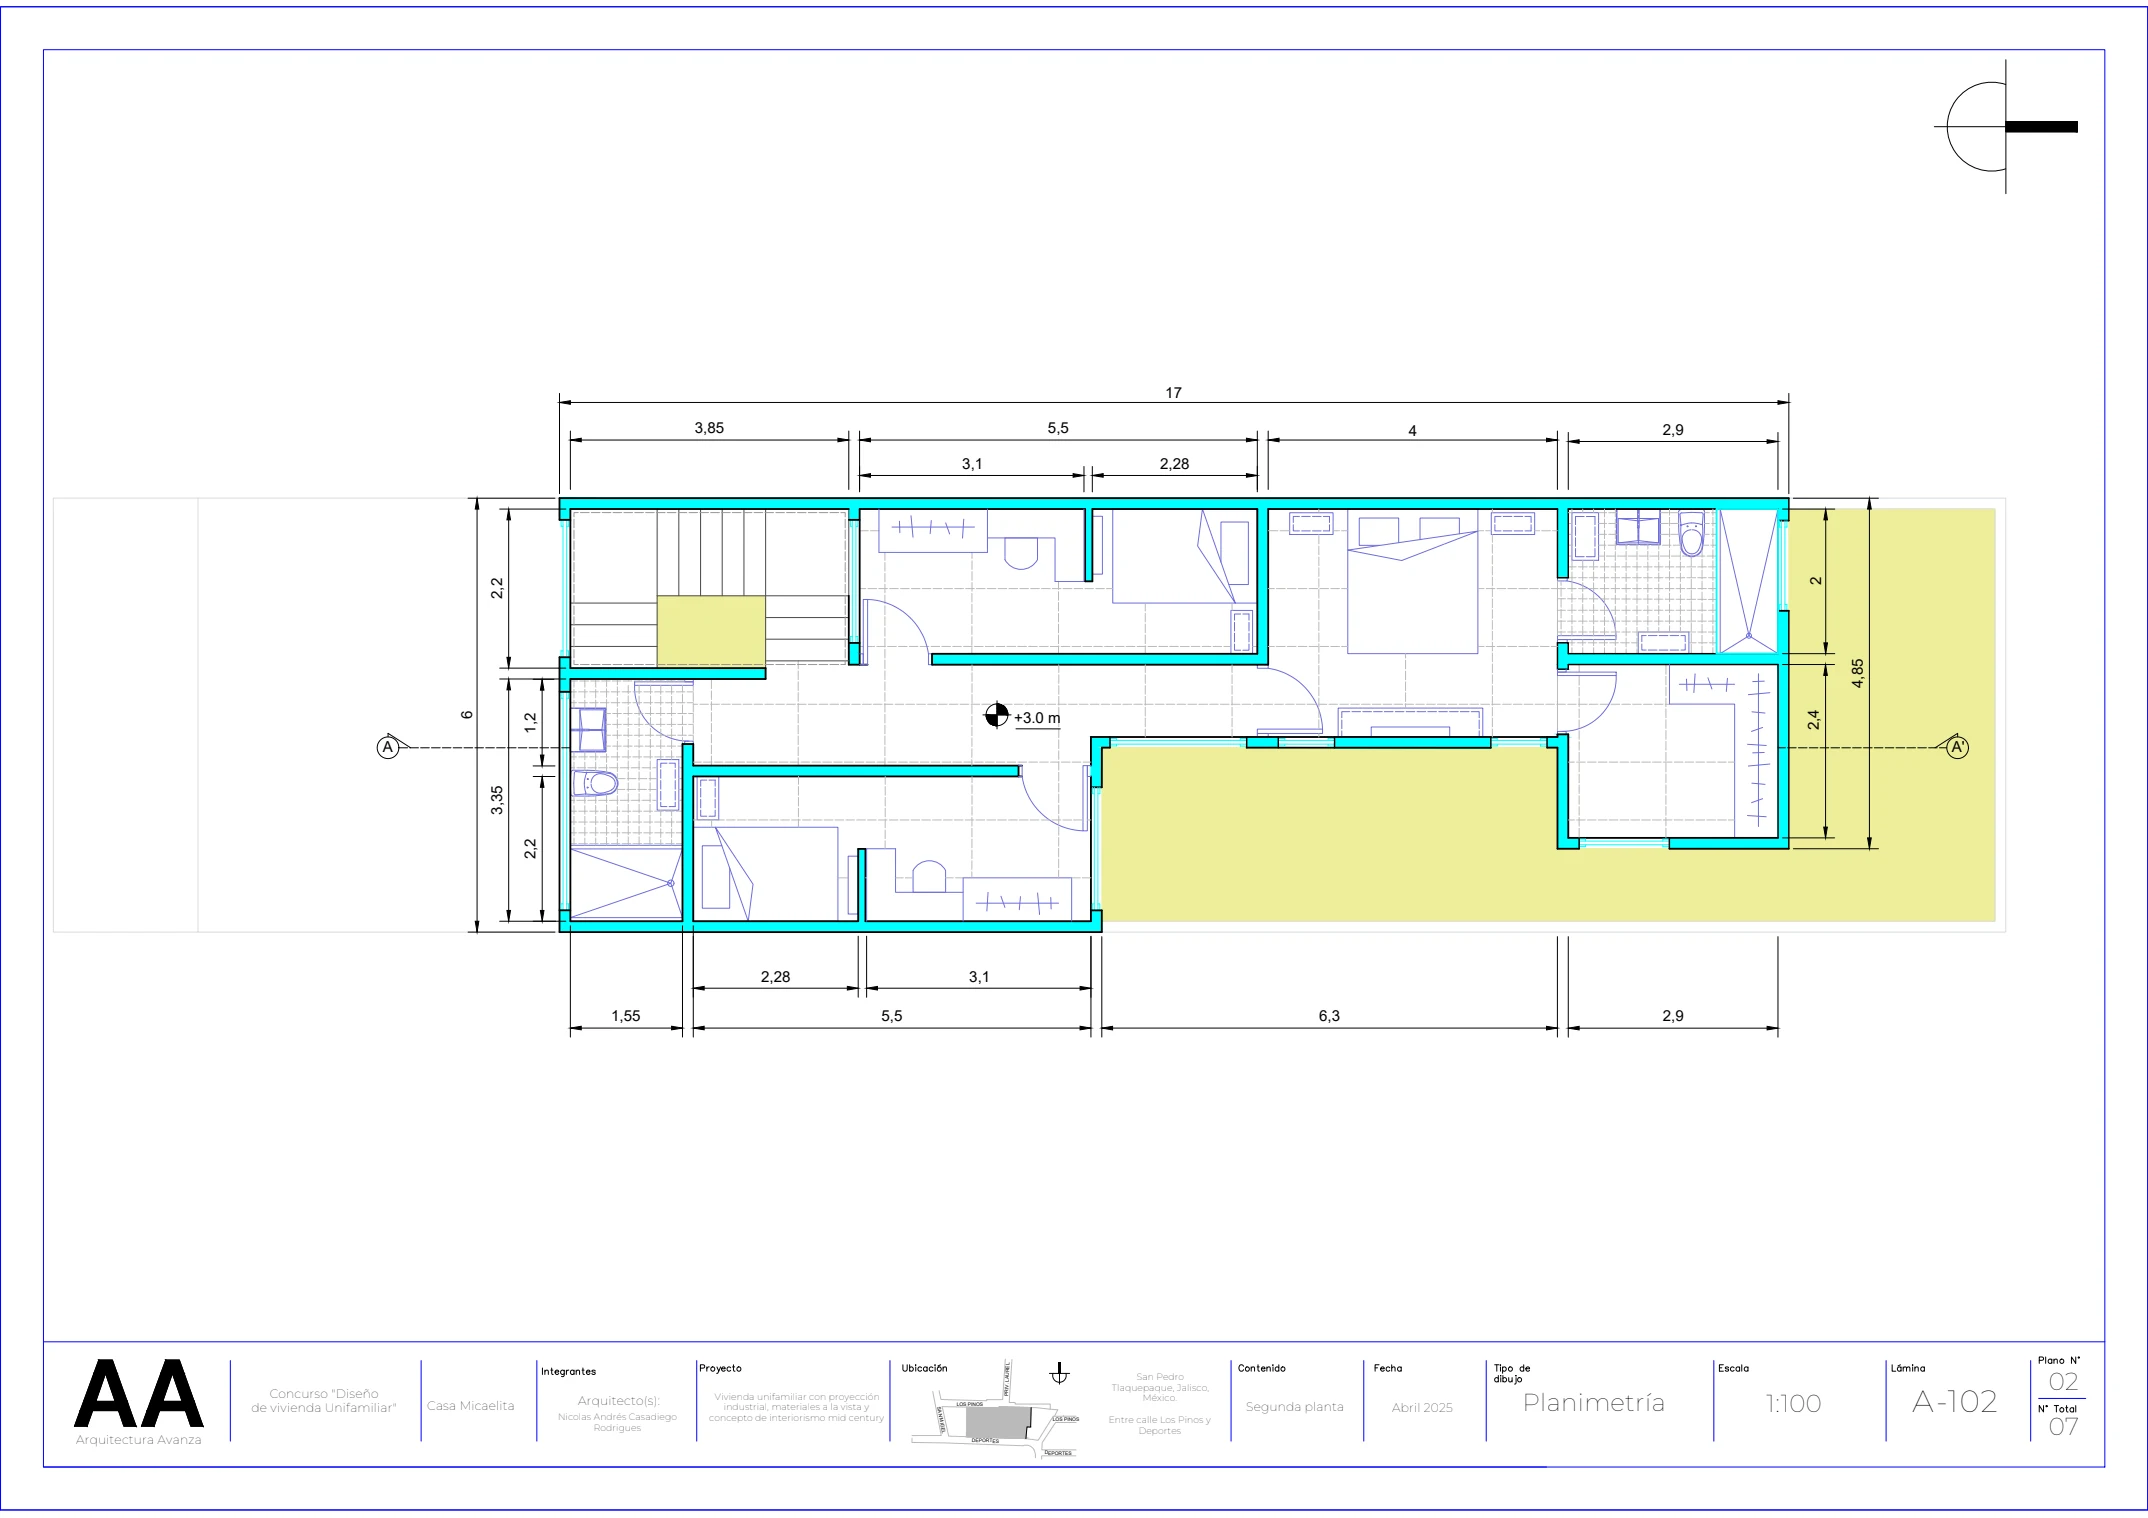 17
3,85
5,5
4
2,9
3,1
2,28
2,2
2
6
1,2
+3.0 m
4,85
2,4
A
A'
3,35
2,2
2,28
3,1
1,55
5,5
6,3
2,9
AA
Arquitectura Avanza
Concurso "Diseño
de vivienda Unifamiliar"
Casa Micaelita
Integrantes
Arquitecto(s):
Nicolas Andrés Casadiego
Rodrigues
Proyecto
Vivienda unifamiliar con proyección
industrial, materiales a la vista y
concepto de interiorismo mid century
Ubicación
PRIV. LAUREL
LOS PINOS
LOS PINOS
DEPORTES
DEPORTES
San Pedro
Tlaquepaque, Jalisco,
México.
Entre calle Los Pinos y
Deportes
Contenido
Segunda planta
Fecha
Abril 2025
Tipo de
dibujo
Planimetría
Escala
1:100
Lámina
A-102
Plano N°
02
N° Total
07